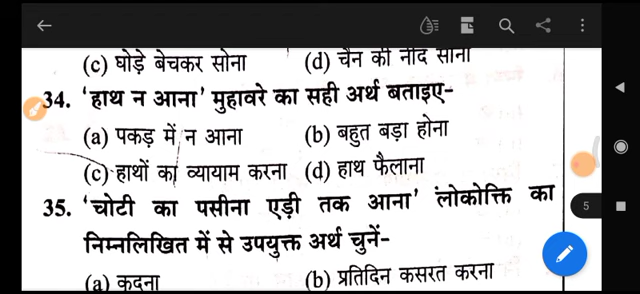 (c) घोड़े बेचकर सोना (d) चैन की नींद सोना
34. 'हाथ न आना' मुहावरे का सही अर्थ बताइए-
(a) पकड़ में न आना (b) बहुत बड़ा होना
(c) हाथों का व्यायाम करना (d) हाथ फैलाना
35. 'चोटी का पसीना एड़ी तक आना' लोकोक्ति का
निम्नलिखित में से उपयुक्त अर्थ चुनें-
5
(a) कूदना (b) प्रतिदिन कसरत करना